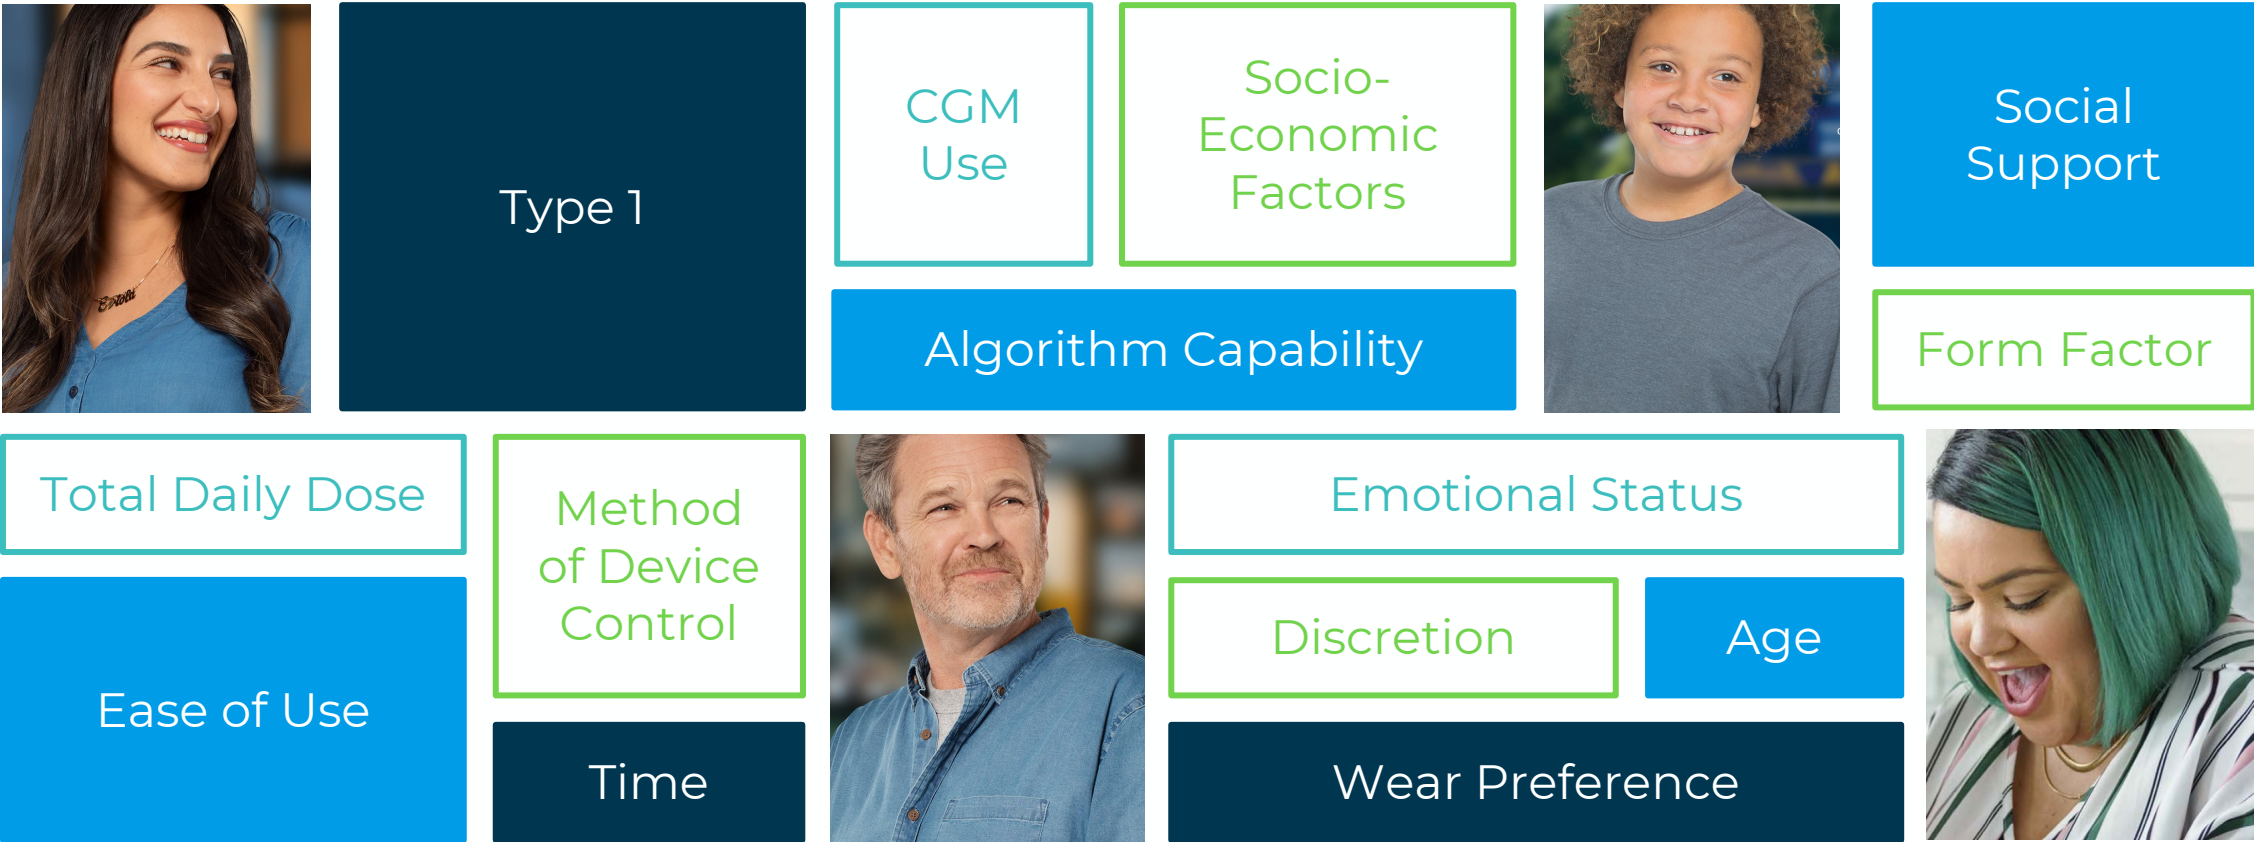 Type 1
CGM
Use
Socio-
Economic
Factors
Social
Support
Algorithm Capability
Form Factor
Total Daily Dose
Method
of Device
Control
Emotional Status
Ease of Use
Discretion
Age
Time
Wear Preference